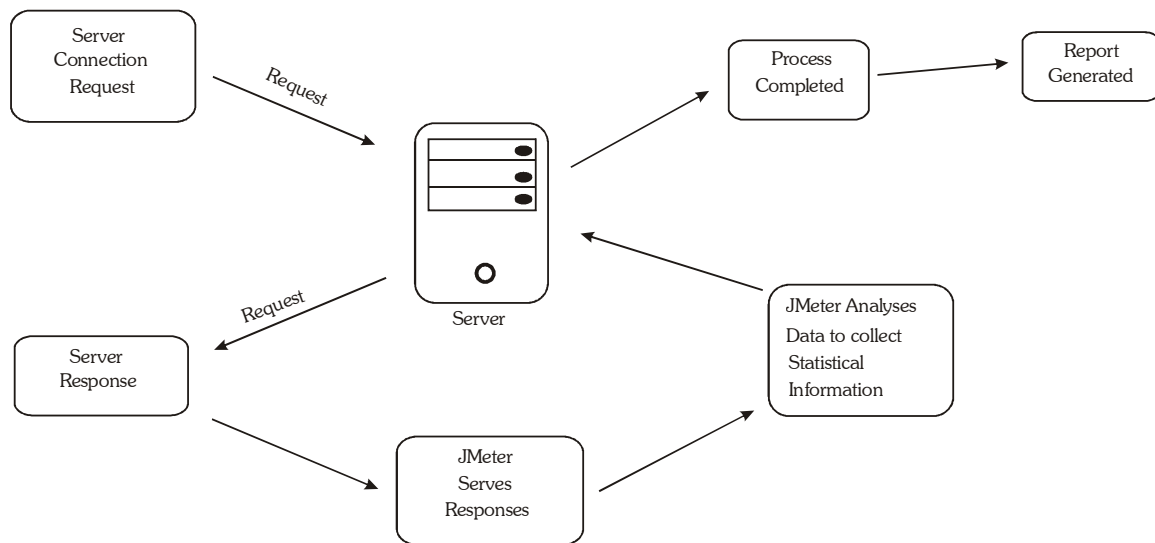 Server
Connection
Request
Request
Process
Completed
Report
Generated
Server
Request
Server
Response
JMeter Analyses
Data to collect
Statistical
Information
JMeter
Serves
Responses